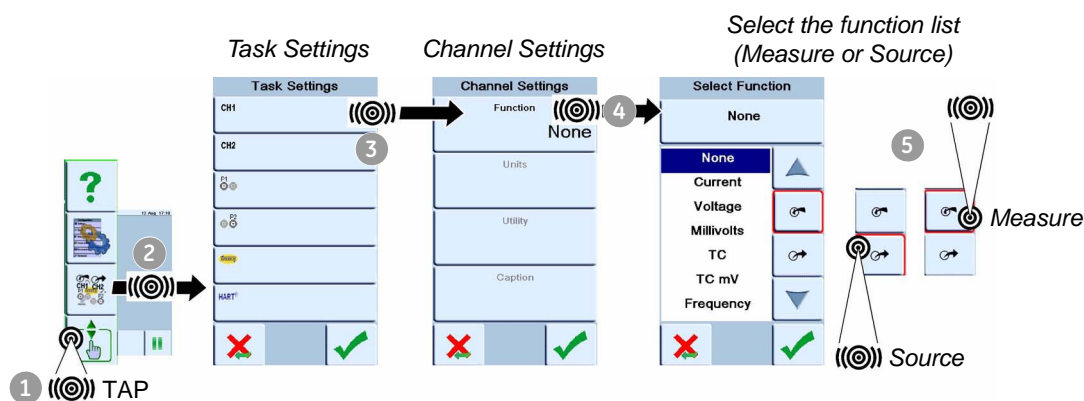 Task Settings
Channel Settings
Select the function list
(Measure or Source)
Task Settings
CH1
CH2
P1
P2
HART
Channel Settings
Function
None
Units
Utility
Caption
Select Function
None
None
Current
Voltage
Millivolts
TC
TC mV
Frequency
?
12 Aug 17:18
CH1 CH2
1
TAP
2
3
4
5
Measure
Source